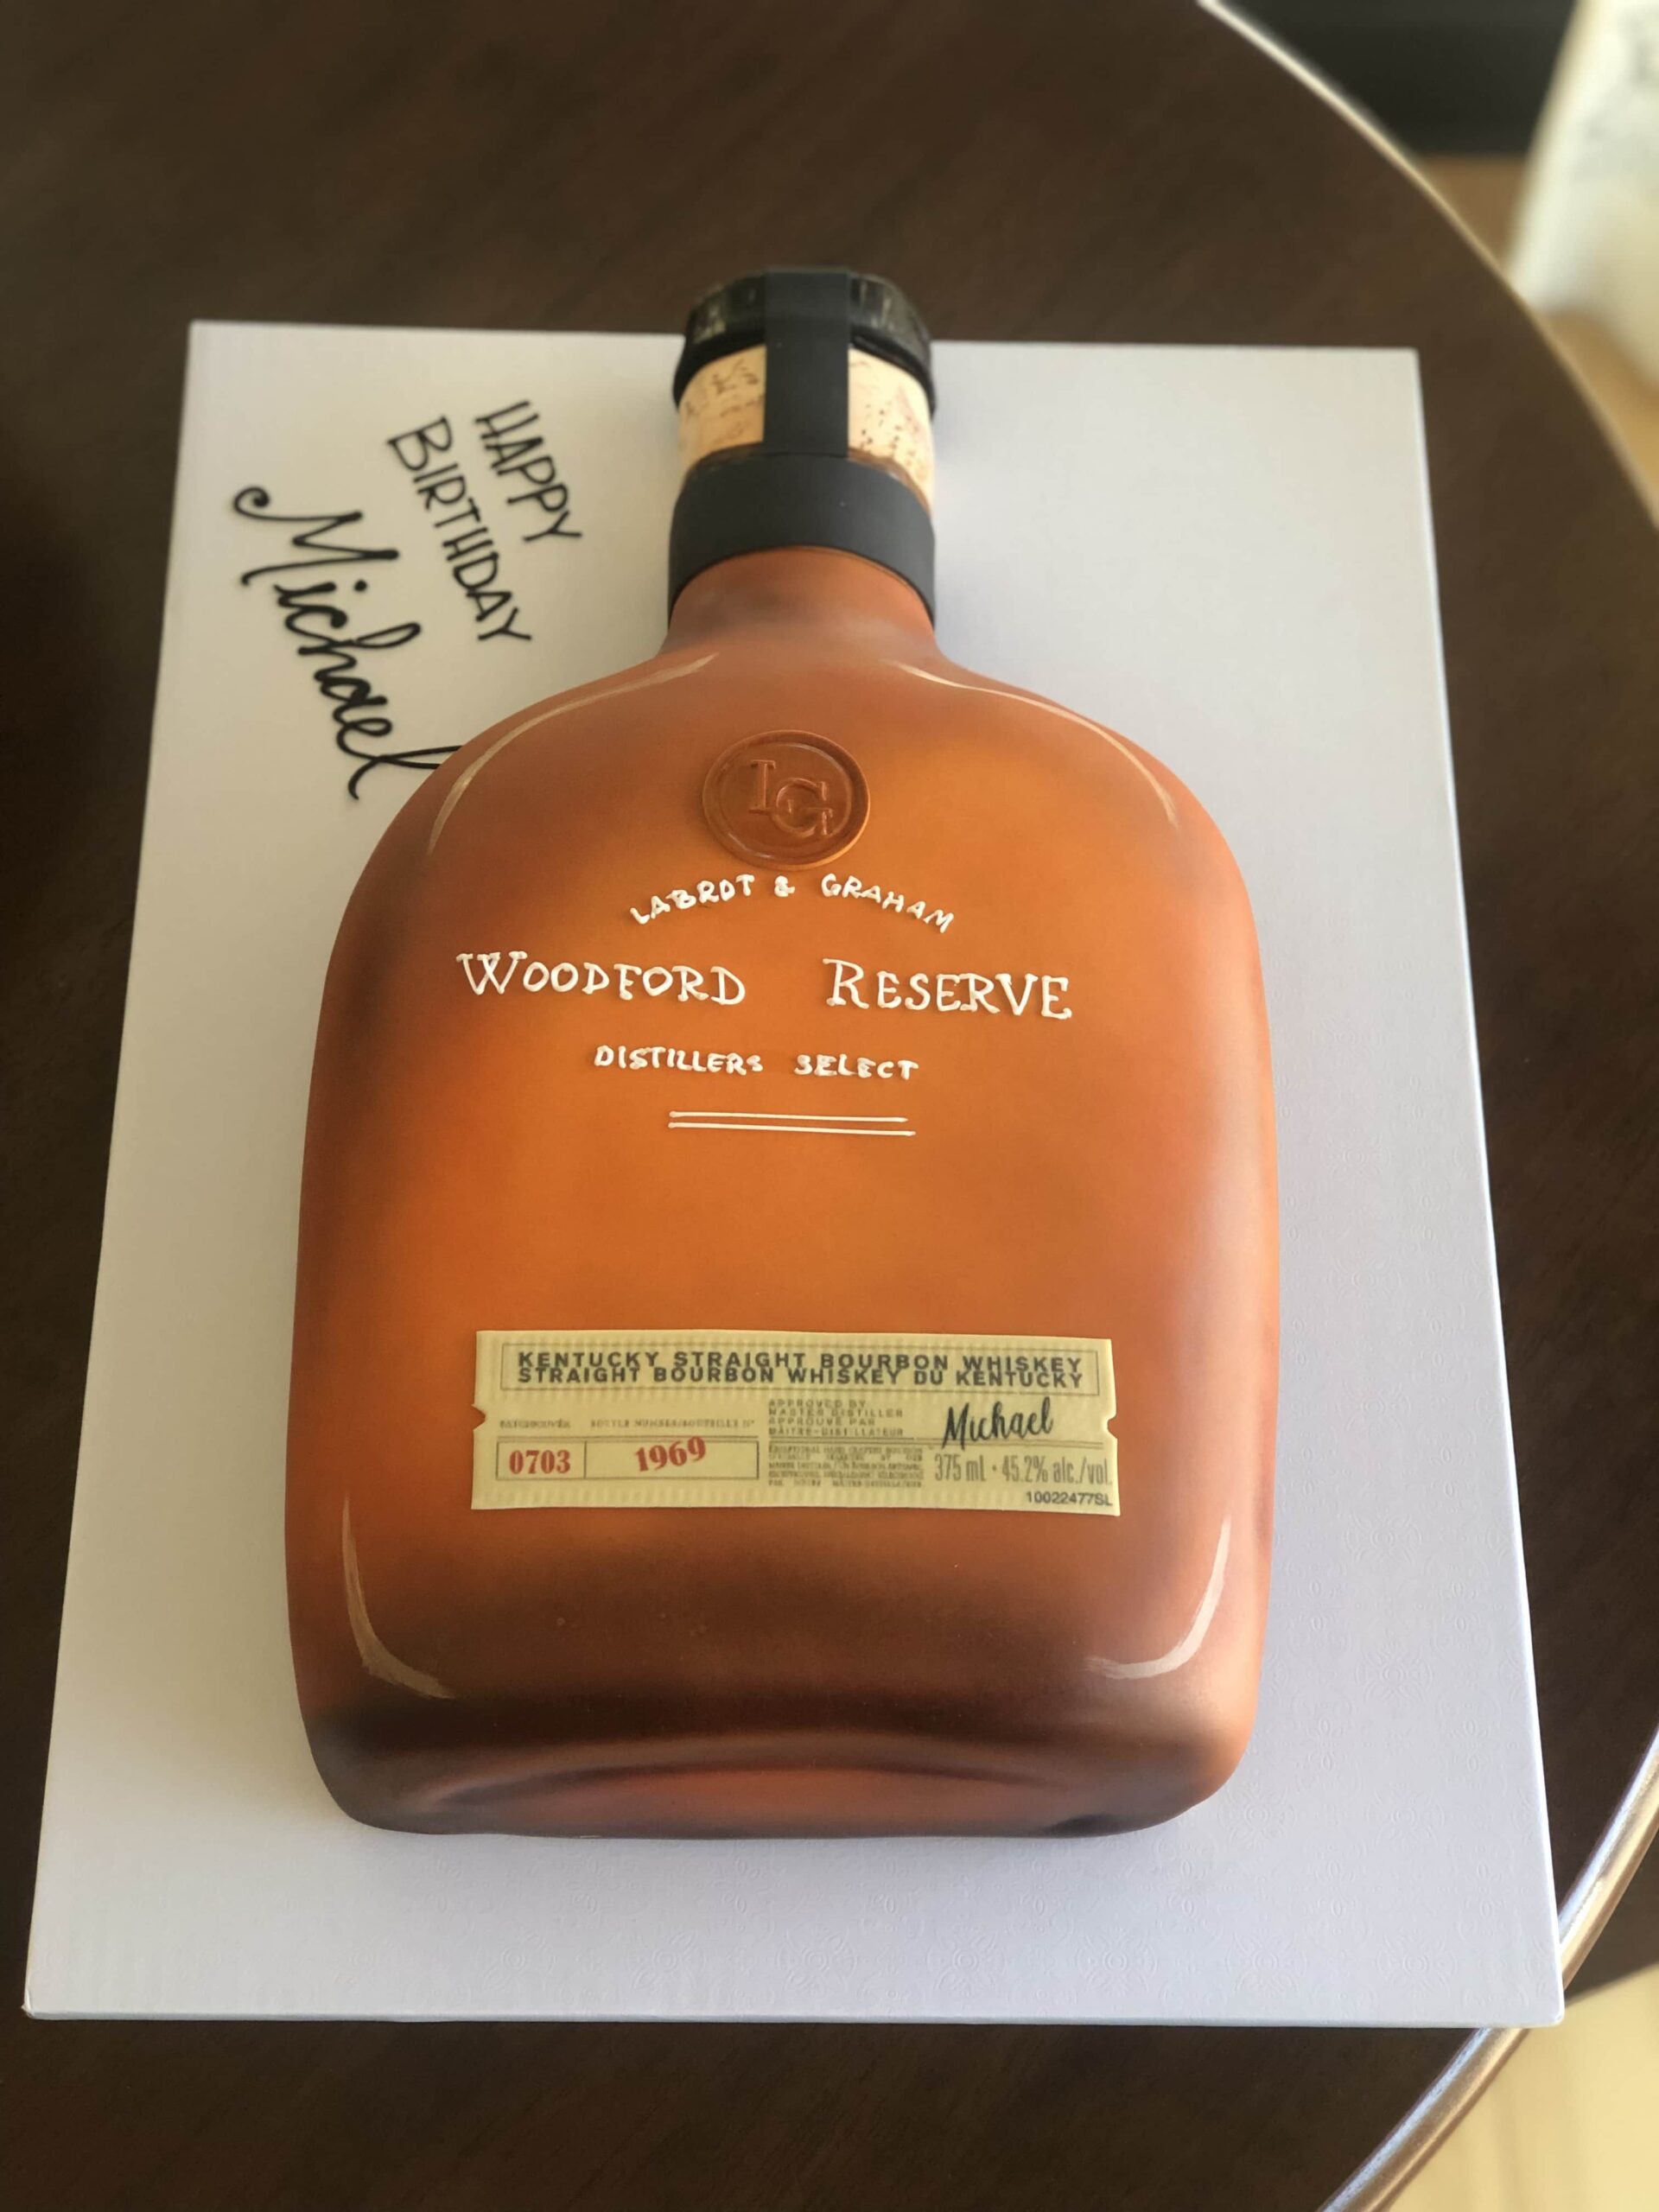 HAPPY
BIRTHDAY
Michael
LG
LABROT & GRAHAM
WOODFORD RESERVE
DISTILLERS SELECT
KENTUCKY STRAIGHT BOURBON WHISKEY
STRAIGHT BOURBON WHISKEY DU KENTUCKY
APPROVED BY
MASTER DISTILLER
APPROUVÉ PAR
MAITRE-DISTILLATEUR
Michael
0703
1969
375 mL • 45.2% alc./vol.
10022477SL